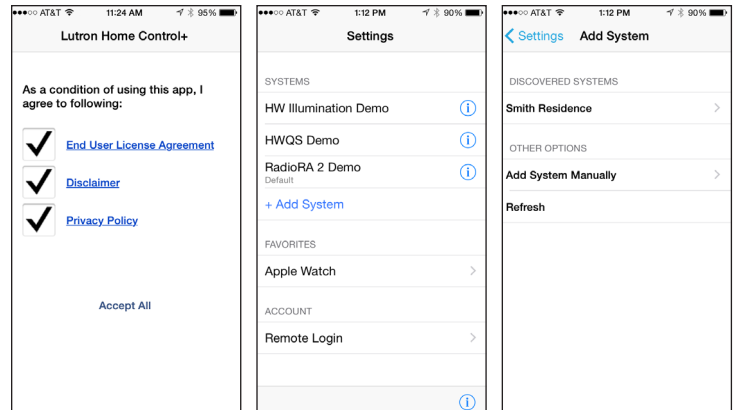 AT&T 11:24 AM 95%
Lutron Home Control+
As a condition of using this app, I
agree to following:
End User License Agreement
Disclaimer
Privacy Policy
Accept All
AT&T 1:12 PM 90%
Settings
SYSTEMS
HW Illumination Demo
HWQS Demo
RadioRA 2 Demo
Default
+ Add System
FAVORITES
Apple Watch
ACCOUNT
Remote Login
AT&T 1:12 PM 90%
Settings Add System
DISCOVERED SYSTEMS
Smith Residence
OTHER OPTIONS
Add System Manually
Refresh